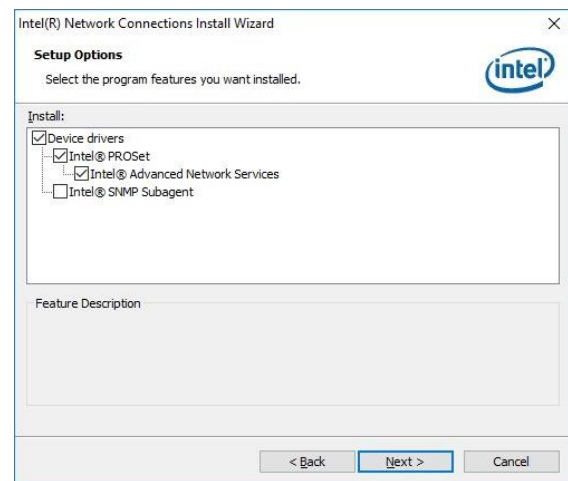 Intel(R) Network Connections Install Wizard
Setup Options
Select the program features you want installed.
intel
Install:
Device drivers
Intel® PROSet
Intel® Advanced Network Services
Intel® SNMP Subagent
Feature Description
< Back Next > Cancel